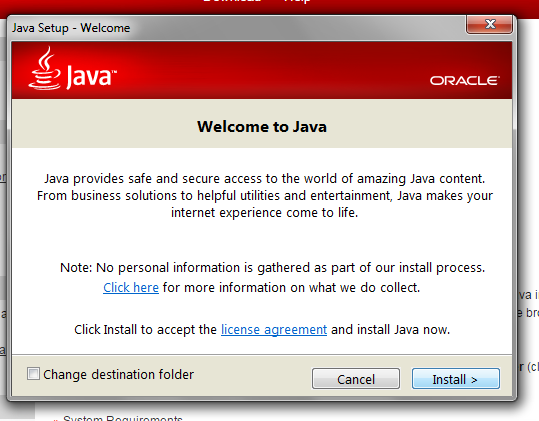 Download Help
Java Setup - Welcome
Java™
ORACLE®
Welcome to Java
Java provides safe and secure access to the world of amazing Java content.
From business solutions to helpful utilities and entertainment, Java makes your
internet experience come to life.
Note: No personal information is gathered as part of our install process.
Click here for more information on what we do collect.
Click Install to accept the license agreement and install Java now.
Change destination folder
Cancel
Install >
System Requirements